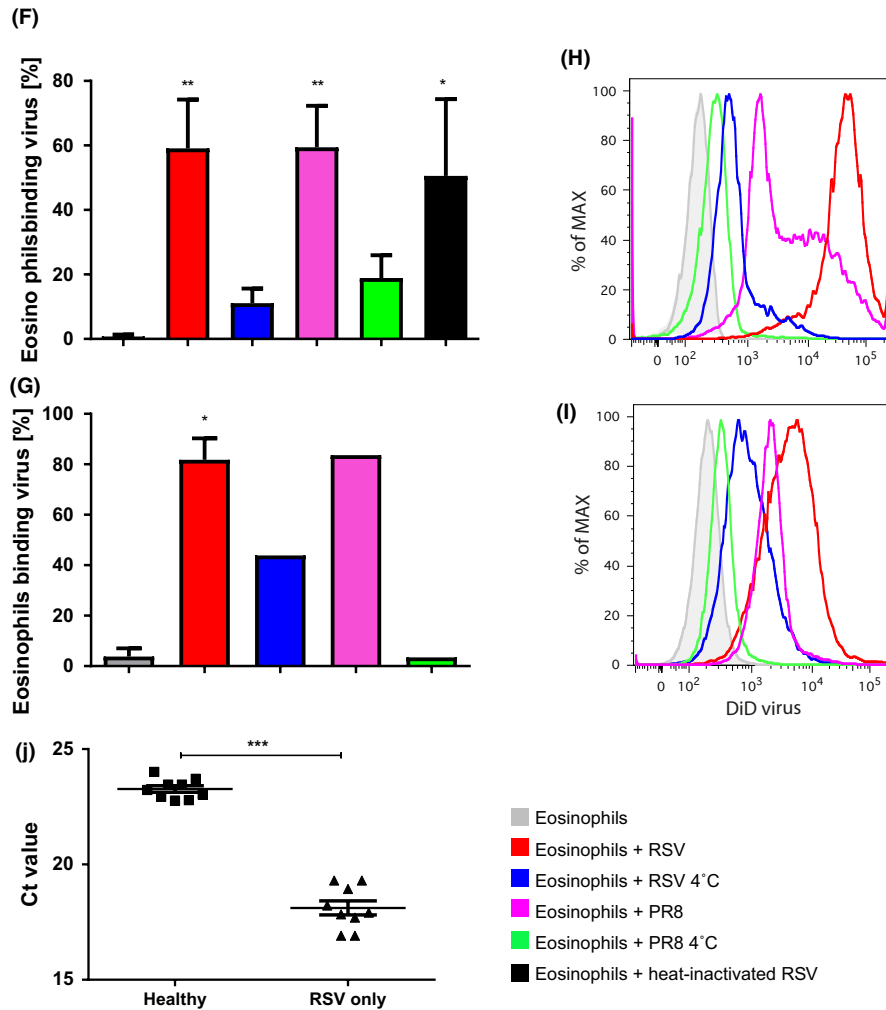 (F)
Eosino philsbinding virus [%]
80
60
40
20
0
** ** *
(H)
% of MAX
100
80
60
40
20
0
0 10² 10³ 10⁴ 10⁵
(G)
Eosinophils binding virus [%]
100
80
60
40
20
0
*
(I)
% of MAX
100
80
60
40
20
0
0 10² 10³ 10⁴ 10⁵
DiD virus
(j)
Ct value
25
20
15
***
Healthy RSV only
Eosinophils
Eosinophils + RSV
Eosinophils + RSV 4˚C
Eosinophils + PR8
Eosinophils + PR8 4˚C
Eosinophils + heat-inactivated RSV